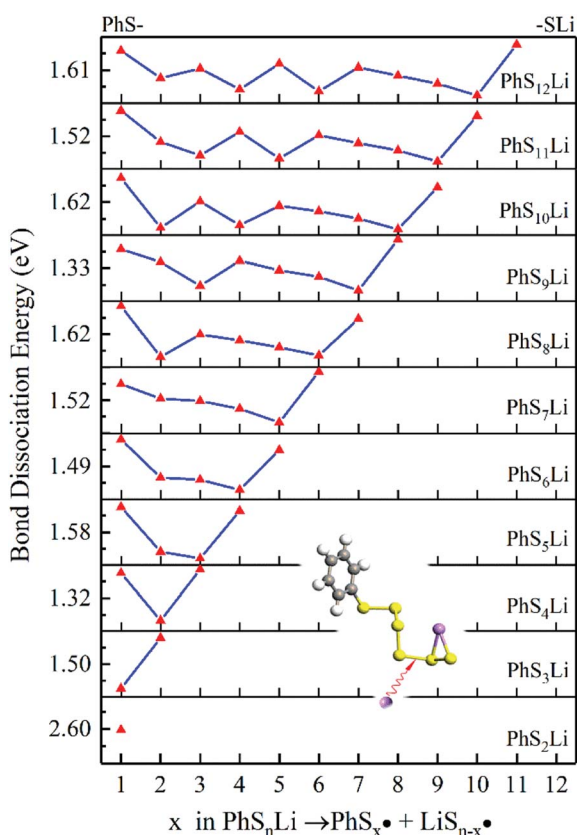 PhS- -SLi
1.61 PhS₁₂Li
1.52 PhS₁₁Li
1.62 PhS₁₀Li
1.33 PhS₉Li
1.62 PhS₈Li
1.52 PhS₇Li
1.49 PhS₆Li
1.58 PhS₅Li
1.32 PhS₄Li
1.50 PhS₃Li
2.60 PhS₂Li
Bond Dissociation Energy (eV)
1 2 3 4 5 6 7 8 9 10 11 12
x in PhSₙLi →PhSₓ• + LiSₙ₋ₓ•